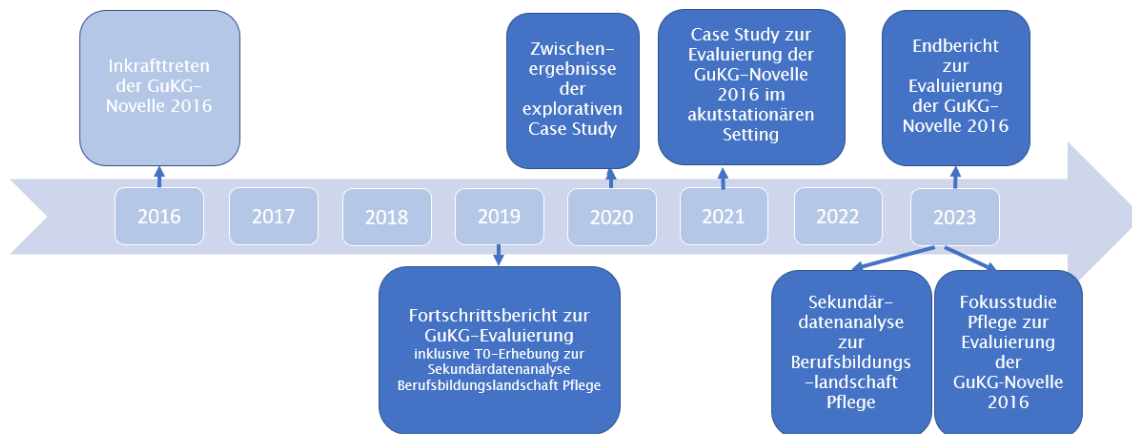 Inkrafttreten
der GuKG-
Novelle 2016
Zwischen-
ergebnisse
der
explorativen
Case Study
Case Study zur
Evaluierung der
GuKG-Novelle
2016 im
akutstationären
Setting
Endbericht
zur
Evaluierung
der GuKG-
Novelle 2016
2016
2017
2018
2019
2020
2021
2022
2023
Fortschrittsbericht zur
GuKG-Evaluierung
inklusive T0-Erhebung zur
Sekundärdatenanalyse
Berufsbildungslandschaft Pflege
Sekundär-
datenanalyse
zur
Berufsbildungs
-landschaft
Pflege
Fokusstudie
Pflege zur
Evaluierung
der
GuKG-Novelle
2016